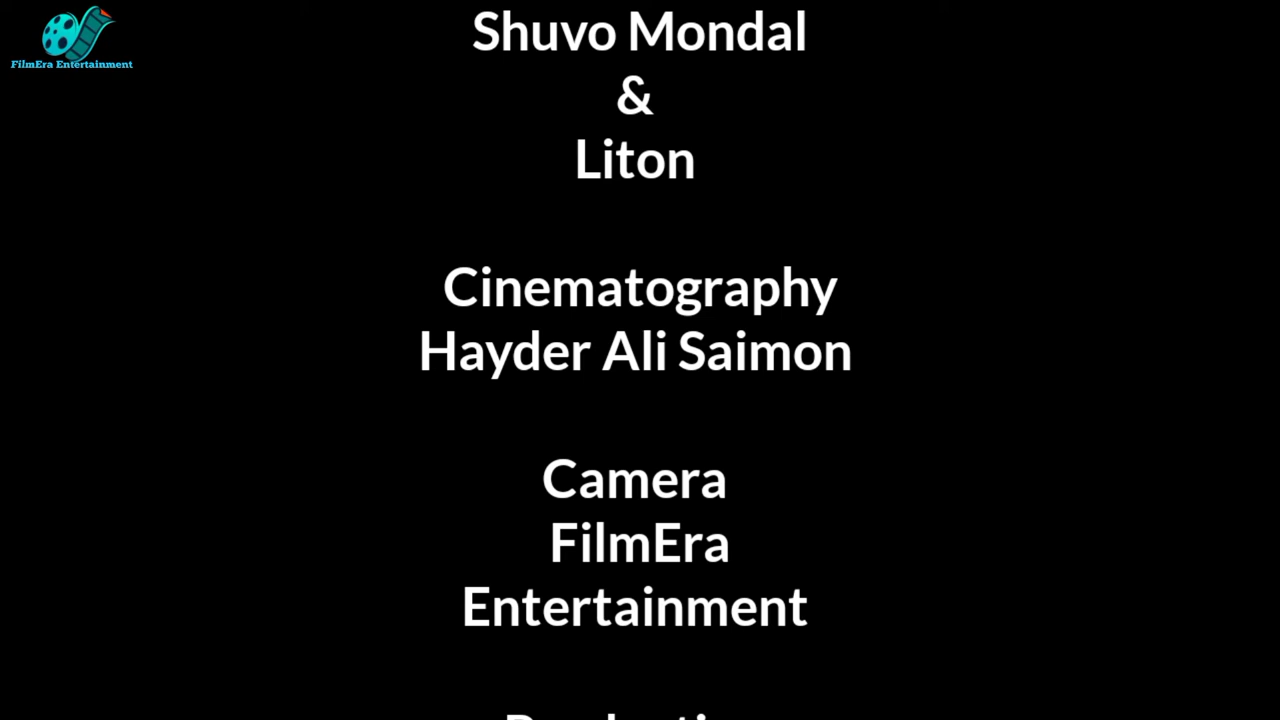 FilmEra Entertainment
Shuvo Mondal
&
Liton
Cinematography
Hayder Ali Saimon
Camera
FilmEra
Entertainment